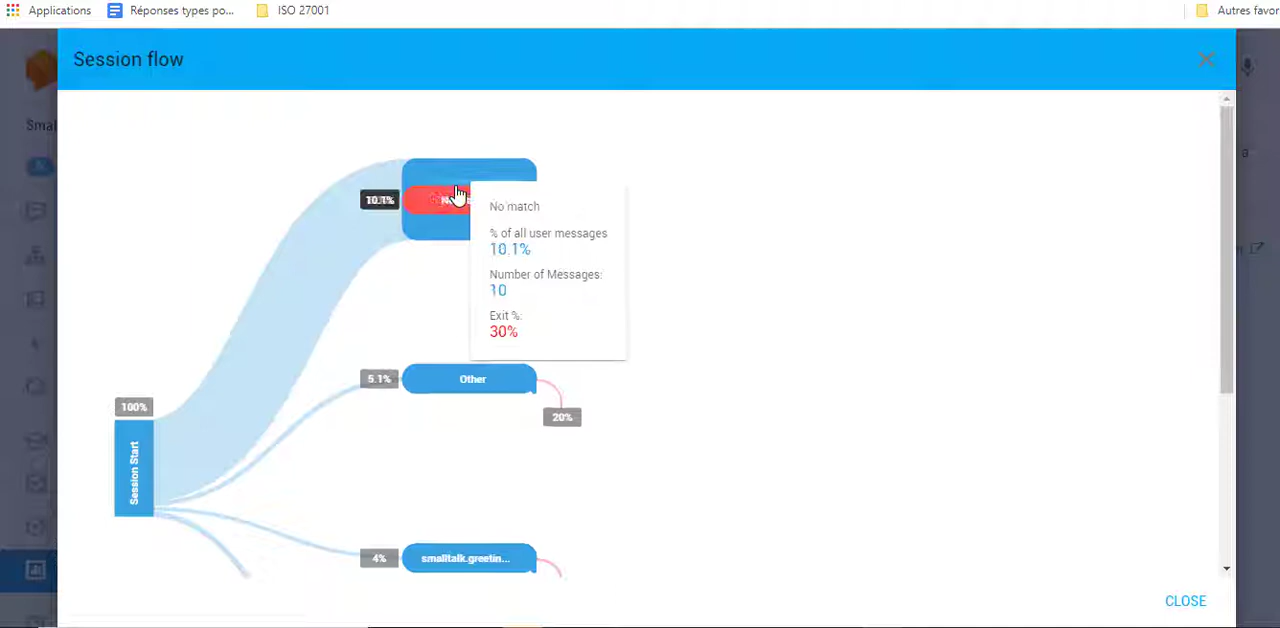 Applications
Réponses types po...
ISO 27001
Autres favor
Session flow
Smal
10.1%
No match
% of all user messages
10.1%
Number of Messages:
10
Exit %:
30%
5.1%
Other
20%
100%
Session Start
4%
smalltalk.greetin...
CLOSE